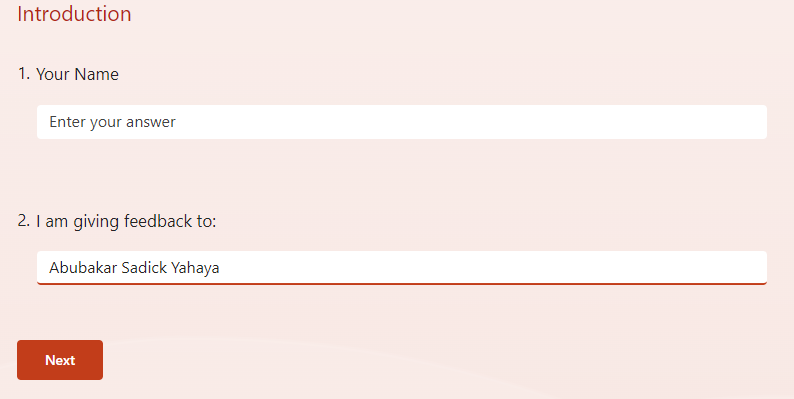 Introduction
1. Your Name
Enter your answer
2. I am giving feedback to:
Abubakar Sadick Yahaya
Next